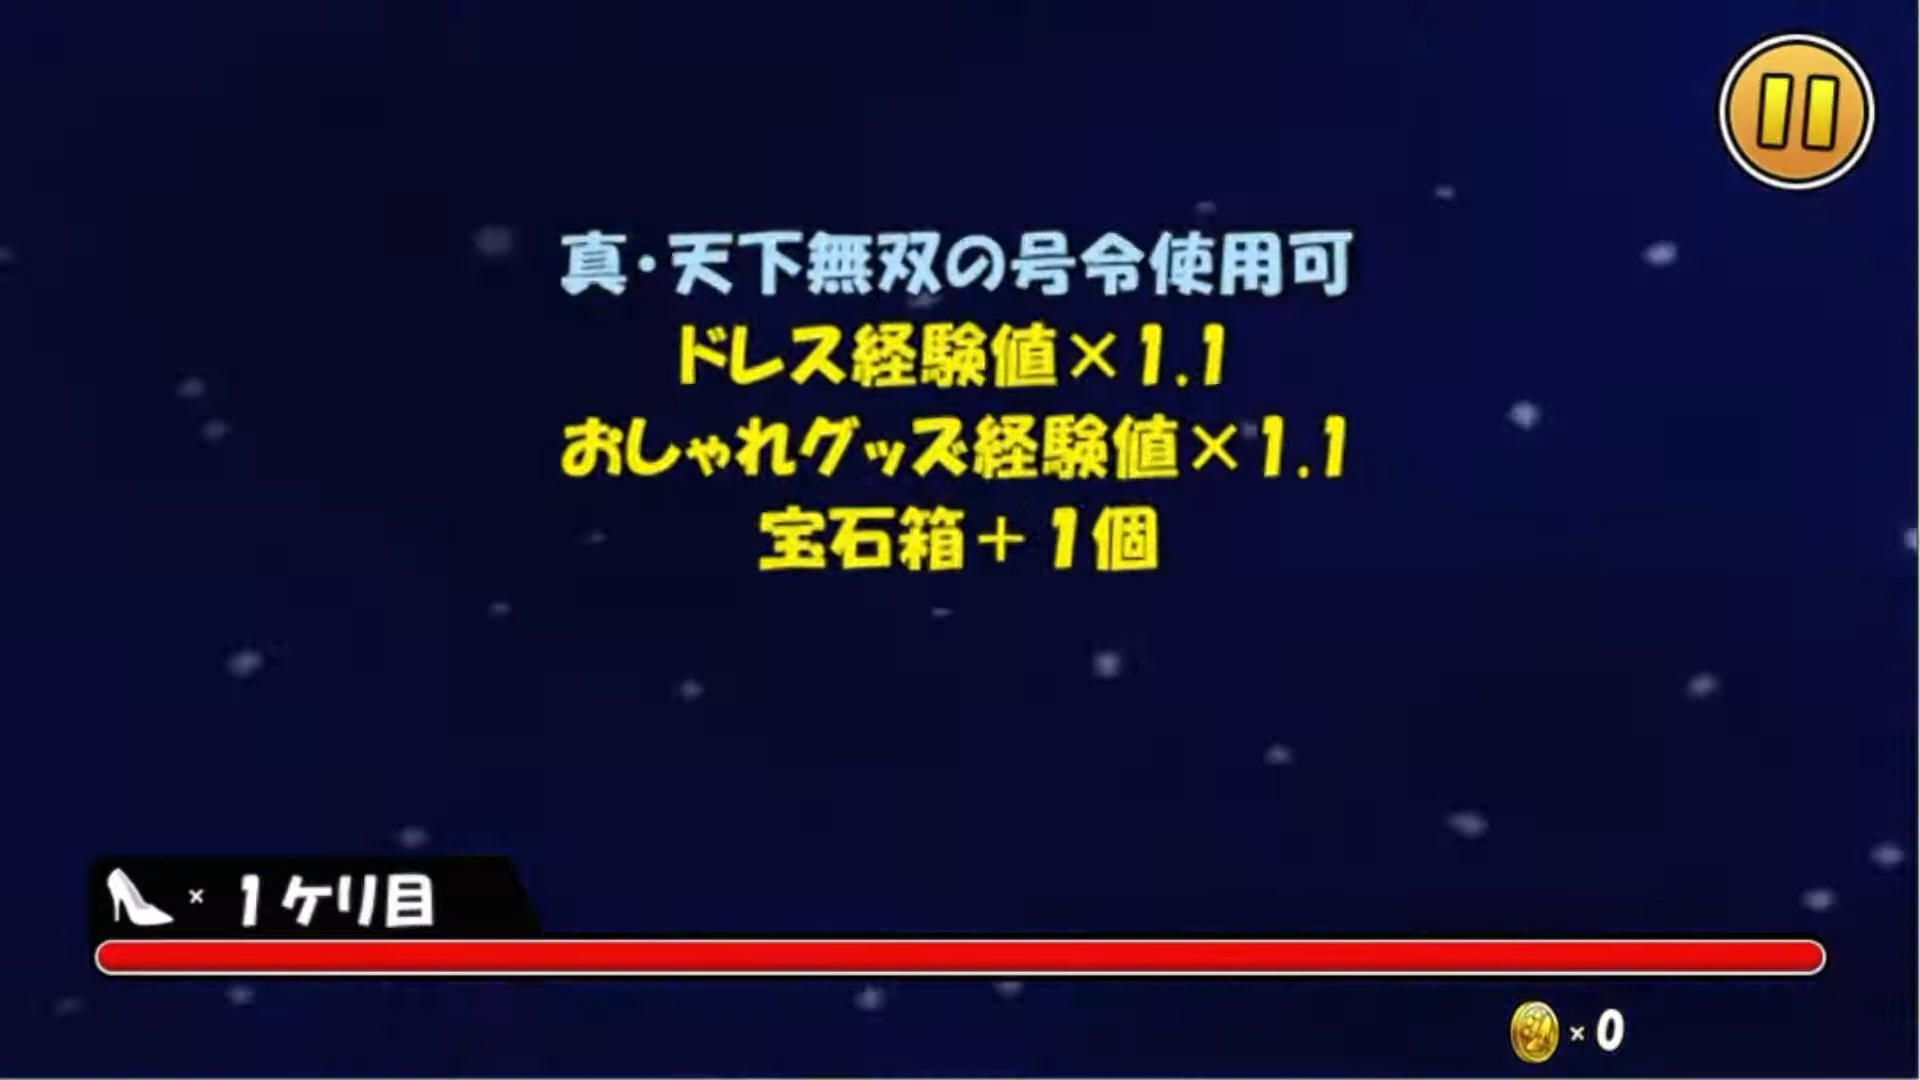 真・天下無双の号令使用可
ドレス経験値×1.1
おしゃれグッズ経験値×1.1
宝石箱+1個
× 1ケリ目
× 0